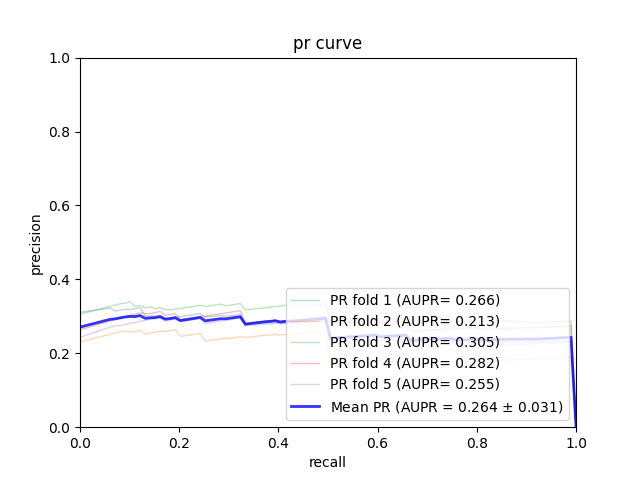 pr curve
1.0
0.8
0.6
0.4
0.2
0.0
precision
PR fold 1 (AUPR= 0.266)
PR fold 2 (AUPR= 0.213)
PR fold 3 (AUPR= 0.305)
PR fold 4 (AUPR= 0.282)
PR fold 5 (AUPR= 0.255)
Mean PR (AUPR = 0.264 ± 0.031)
0.0 0.2 0.4 0.6 0.8 1.0
recall